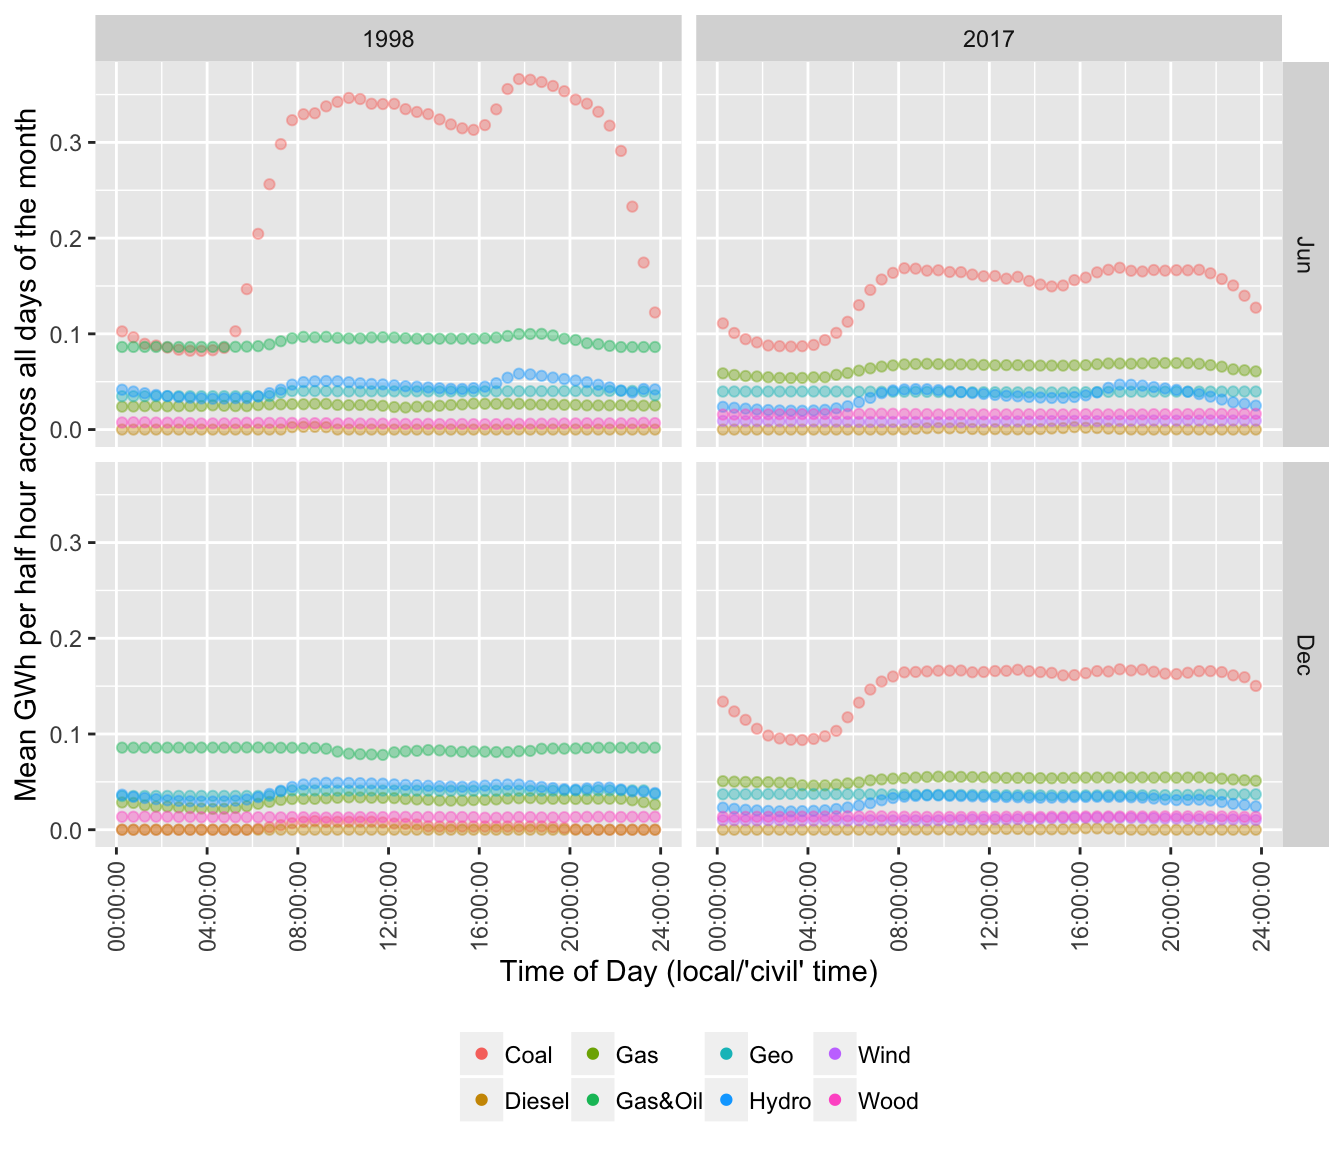 1998 2017
Mean GWh per half hour across all days of the month
0.3
0.2
0.1
0.0
Jun
0.3
0.2
0.1
0.0
Dec
00:00:00 04:00:00 08:00:00 12:00:00 16:00:00 20:00:00 24:00:00 00:00:00 04:00:00 08:00:00 12:00:00 16:00:00 20:00:00 24:00:00
Time of Day (local/'civil' time)
Coal Gas Geo Wind
Diesel Gas&Oil Hydro Wood